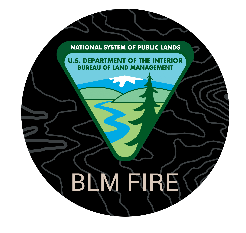 NATIONAL SYSTEM OF PUBLIC LANDS
U.S. DEPARTMENT OF THE INTERIOR
BUREAU OF LAND MANAGEMENT
BLM FIRE